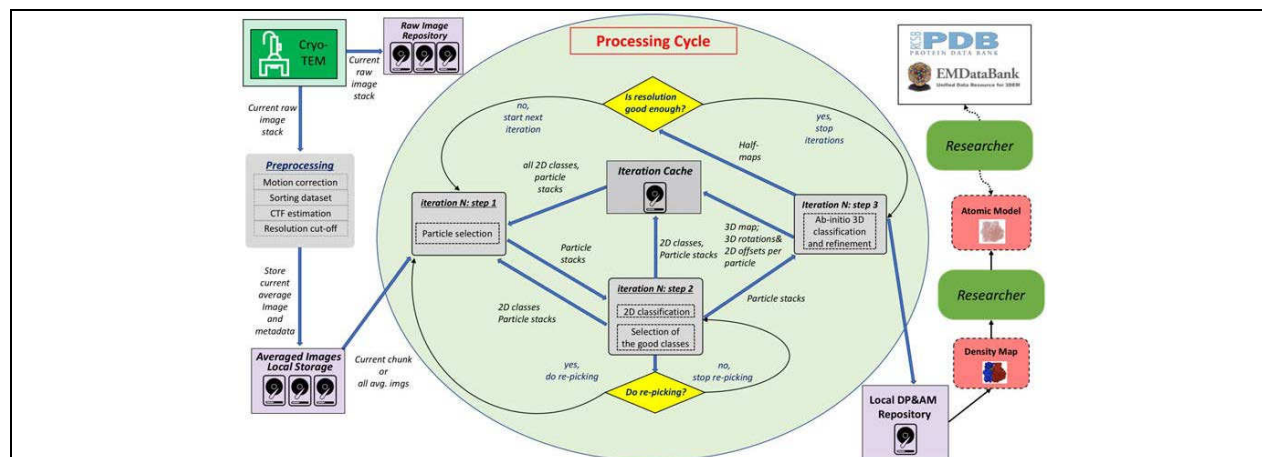 Cryo-
TEM
Raw Image
Repository
Current
raw
image
stack
Current raw
image
stack
Preprocessing
Motion correction
Sorting dataset
CTF estimation
Resolution cut-off
Store
current
average
Image
and
metadata
Averaged Images
Local Storage
Current chunk
or
all avg. imgs
Processing Cycle
Is resolution
good enough?
no,
start next
iteration
yes,
stop
iterations
Half-
maps
all 2D classes,
particle
stacks
Iteration Cache
iteration N: step 1
Particle selection
Iteration N: step 3
Ab-initio 3D
classification
and refinement
Particle
stacks
2D classes,
Particle stacks
3D map;
3D rotations&
2D offsets per
particle
2D classes
Particle stacks
iteration N: step 2
2D classification
Selection of
the good classes
Particle stacks
yes,
do re-picking
no,
stop re-picking
Do re-picking?
RCSB
PDB
PROTEIN DATA BANK
EMDataBank
Unified Data Resource for 3DEM
Researcher
Atomic Model
Researcher
Density Map
Local DP&AM
Repository